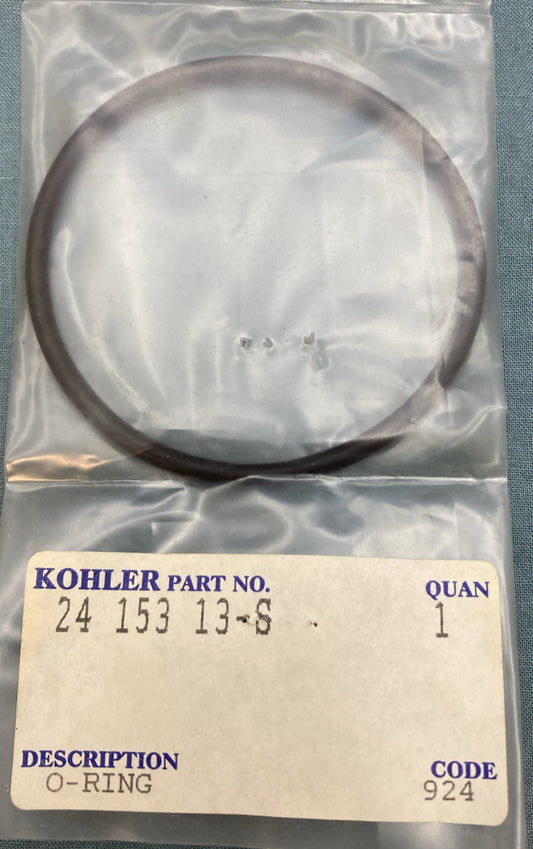 KOHLER PART NO. QUAN
24 153 13-S 1
DESCRIPTION CODE
O-RING 924